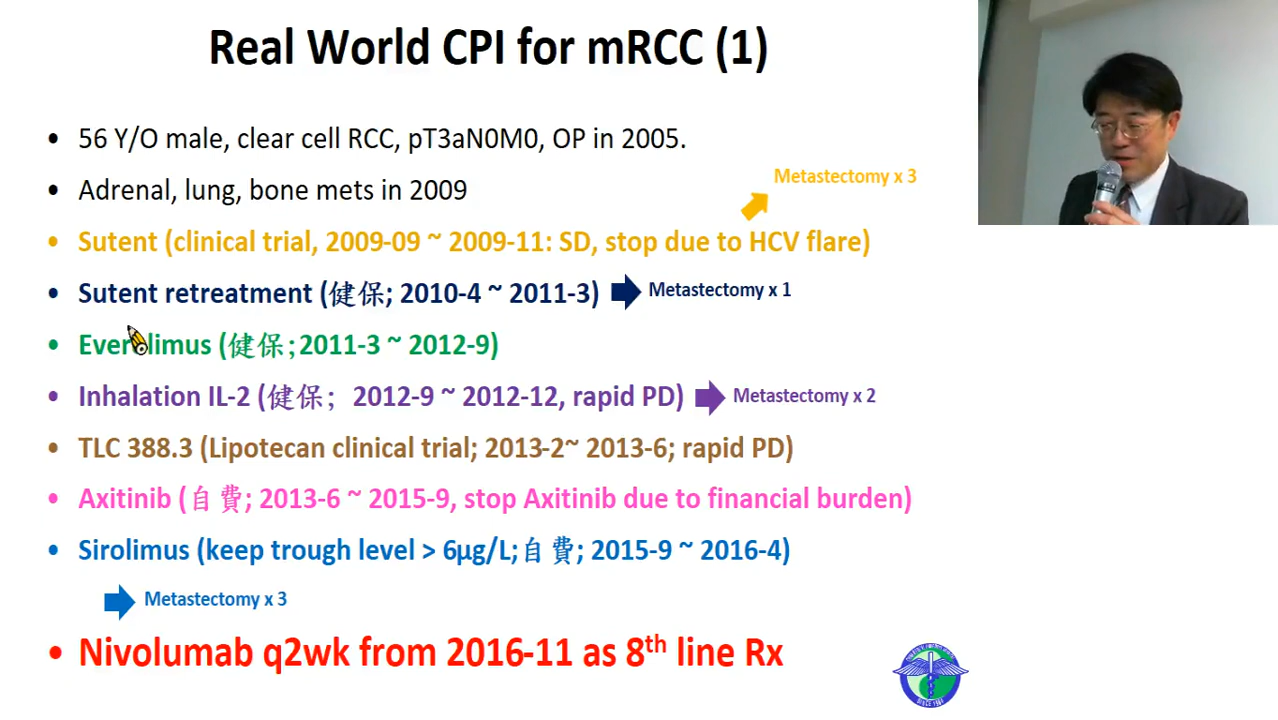 Real World CPI for mRCC (1)
• 56 Y/O male, clear cell RCC, pT3aN0M0, OP in 2005.
Metastectomy x 3
• Adrenal, lung, bone mets in 2009
• Sutent (clinical trial, 2009-09 ~ 2009-11: SD, stop due to HCV flare)
• Sutent retreatment (健保; 2010-4 ~ 2011-3) Metastectomy x 1
• Everolimus (健保;2011-3 ~ 2012-9)
• Inhalation IL-2 (健保; 2012-9 ~ 2012-12, rapid PD) Metastectomy x 2
• TLC 388.3 (Lipotecan clinical trial; 2013-2~ 2013-6; rapid PD)
• Axitinib (自費; 2013-6 ~ 2015-9, stop Axitinib due to financial burden)
• Sirolimus (keep trough level > 6µg/L;自費; 2015-9 ~ 2016-4)
Metastectomy x 3
• Nivolumab q2wk from 2016-11 as 8th line Rx